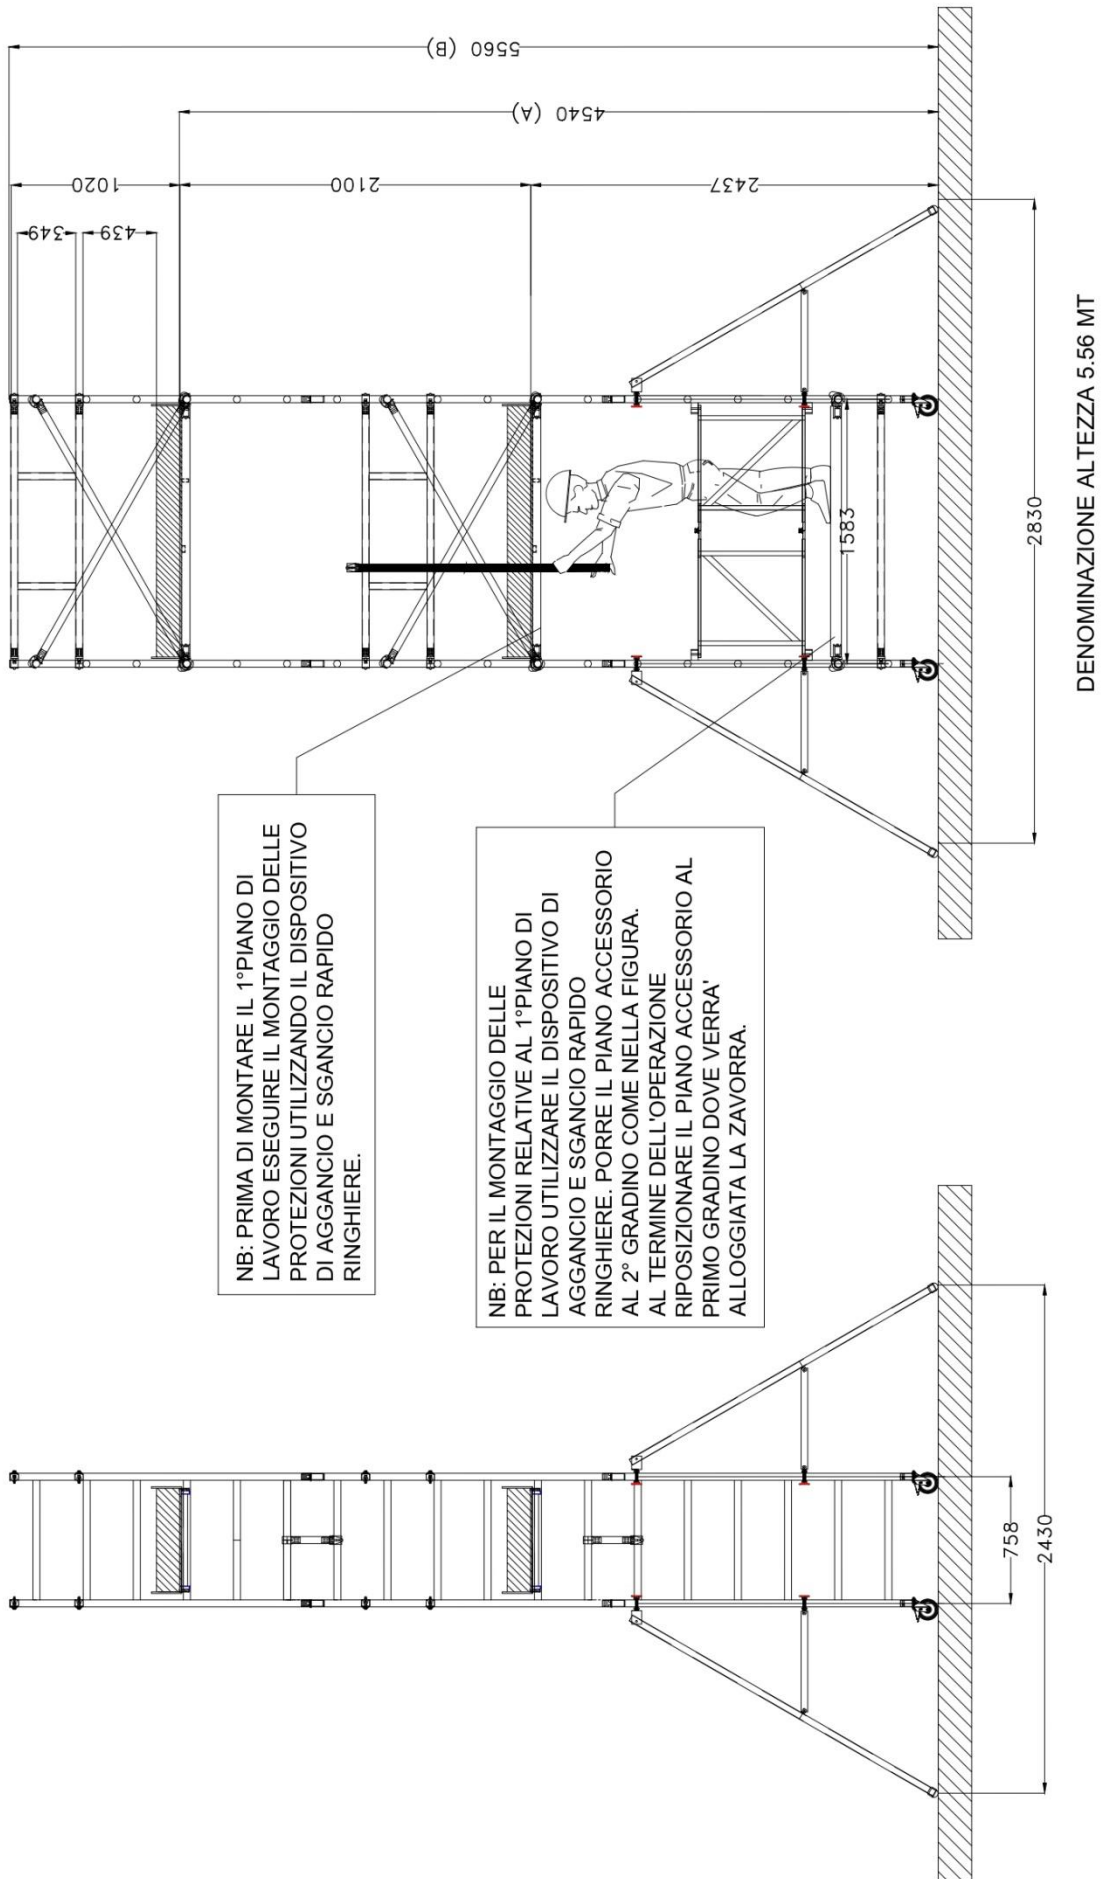 NB: PRIMA DI MONTARE IL 1°PIANO DI
LAVORO ESEGUIRE IL MONTAGGIO DELLE
PROTEZIONI UTILIZZANDO IL DISPOSITIVO
DI AGGANCIO E SGANCIO RAPIDO
RINGHIERE.
NB: PER IL MONTAGGIO DELLE
PROTEZIONI RELATIVE AL 1°PIANO DI
LAVORO UTILIZZARE IL DISPOSITIVO DI
AGGANCIO E SGANCIO RAPIDO
RINGHIERE. PORRE IL PIANO ACCESSORIO
AL 2° GRADINO COME NELLA FIGURA.
AL TERMINE DELL'OPERAZIONE
RIPOSIZIONARE IL PIANO ACCESSORIO AL
PRIMO GRADINO DOVE VERRA'
ALLOGGIATA LA ZAVORRA.
5560 (B)
4540 (A)
1020
2100
2437
349
439
1583
2830
758
2430
DENOMINAZIONE ALTEZZA 5.56 MT